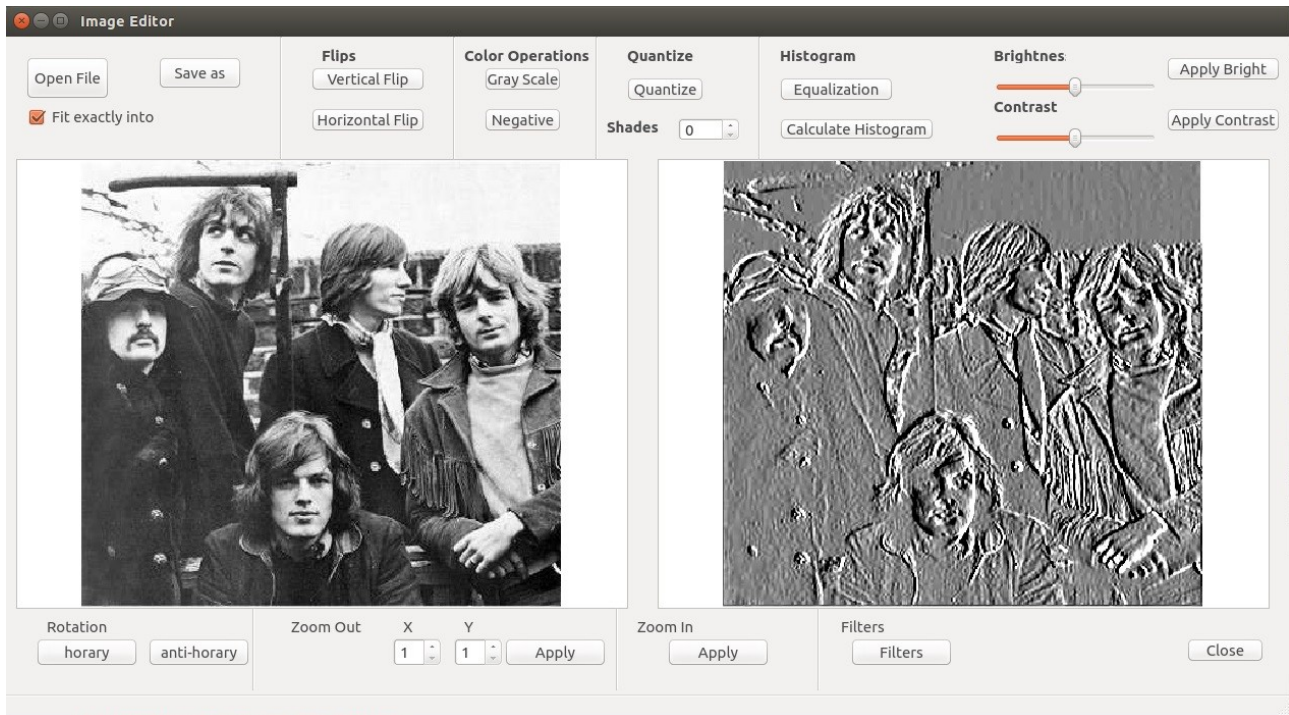 Image Editor
Flips
Color Operations
Quantize
Histogram
Brightnes
Open File
Save as
Vertical Flip
Gray Scale
Quantize
Equalization
Apply Bright
Fit exactly into
Horizontal Flip
Negative
Shades
0
Calculate Histogram
Contrast
Apply Contrast
Rotation
Zoom Out
X
Y
Zoom In
Filters
horary
anti-horary
1
1
Apply
Apply
Filters
Close